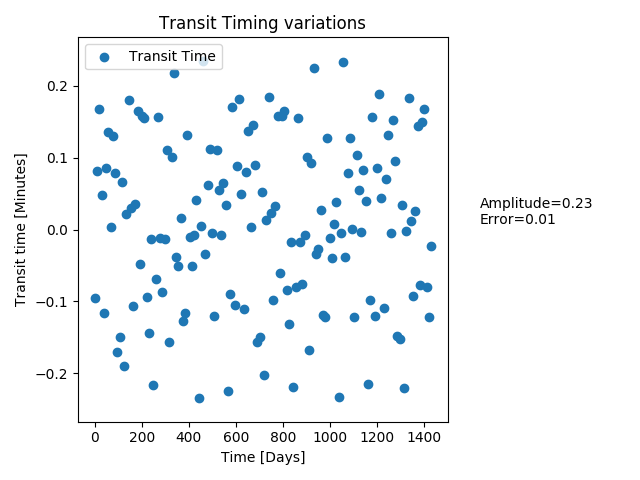 Transit Timing variations
Transit Time
Transit time [Minutes]
0.2
0.1
0.0
−0.1
−0.2
Amplitude=0.23
Error=0.01
0 200 400 600 800 1000 1200 1400
Time [Days]